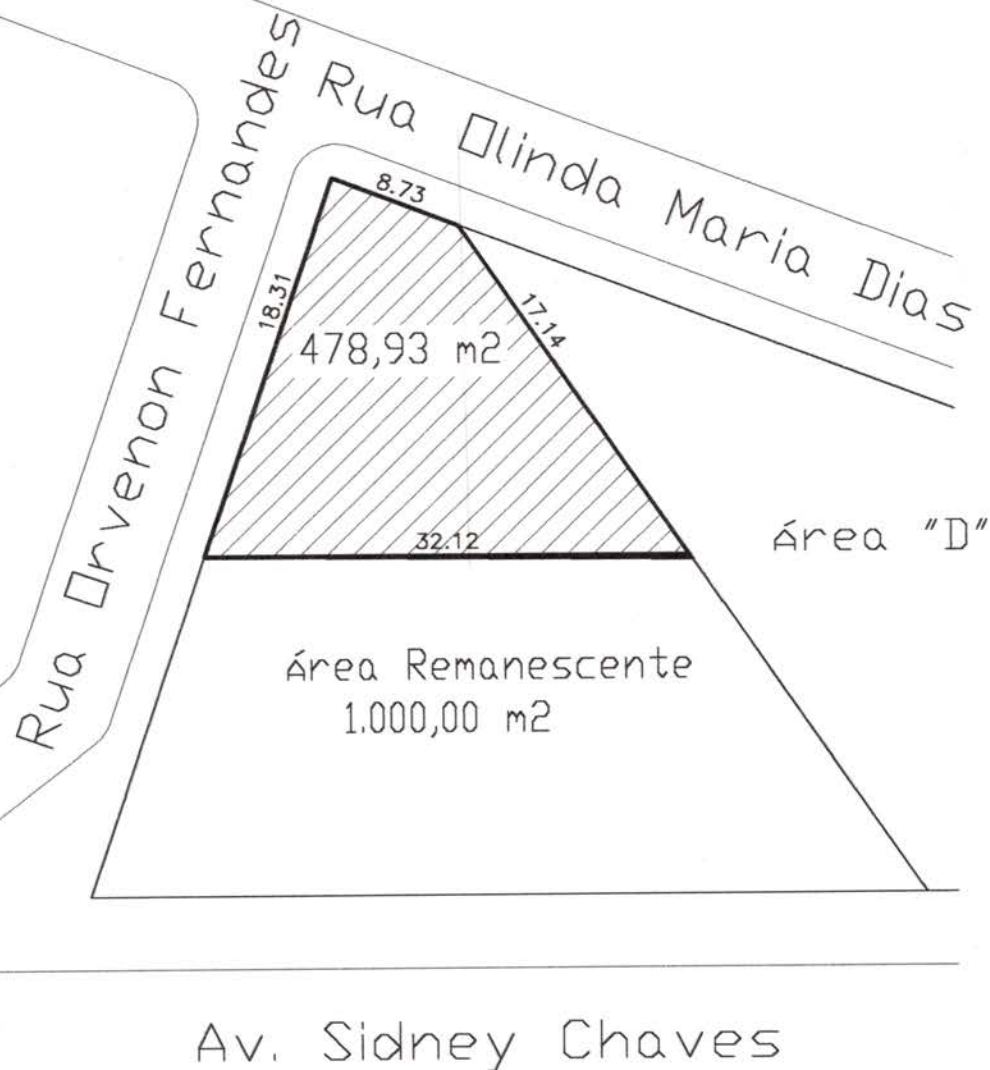 Rua Orvenon Fernandes
Rua Olinda Maria Dias
8.73
18.31
17.14
478,93 m2
32.12
área "D"
área Remanescente
1.000,00 m2
Av. Sidney Chaves